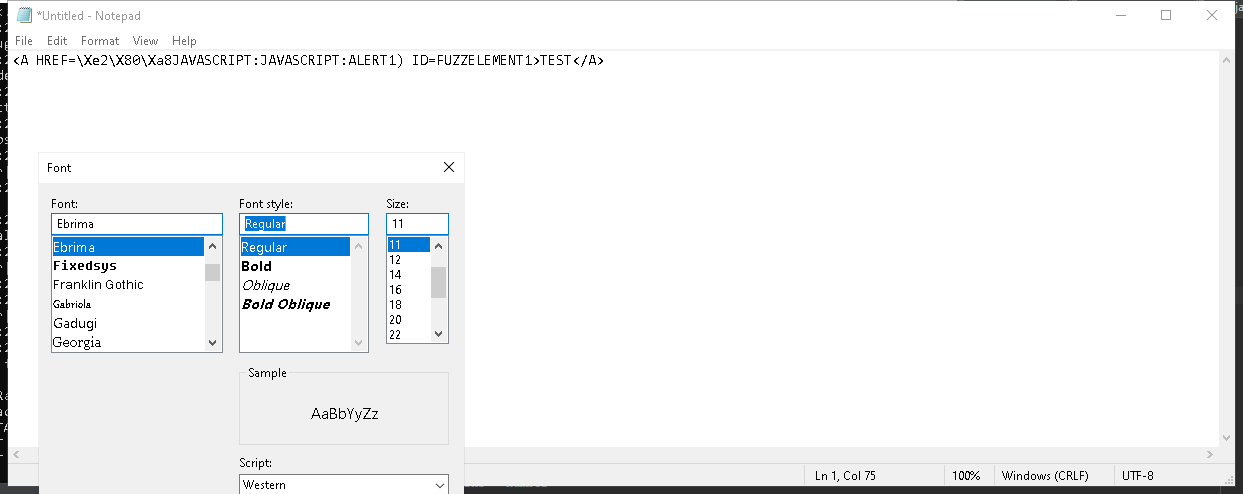 *Untitled - Notepad
File Edit Format View Help
<A HREF=\Xe2\X80\Xa8JAVASCRIPT:JAVASCRIPT:ALERT1) ID=FUZZELEMENT1>TEST</A>
Font
Font: Font style: Size:
Ebrima Regular 11
Ebrima Regular 11
Fixedsys Bold 12
Franklin Gothic Oblique 14
Gabriola Bold Oblique 16
Gadugi 18
Georgia 20
22
Sample
AaBbYyZz
Script:
Western
Ln 1, Col 75 100% Windows (CRLF) UTF-8